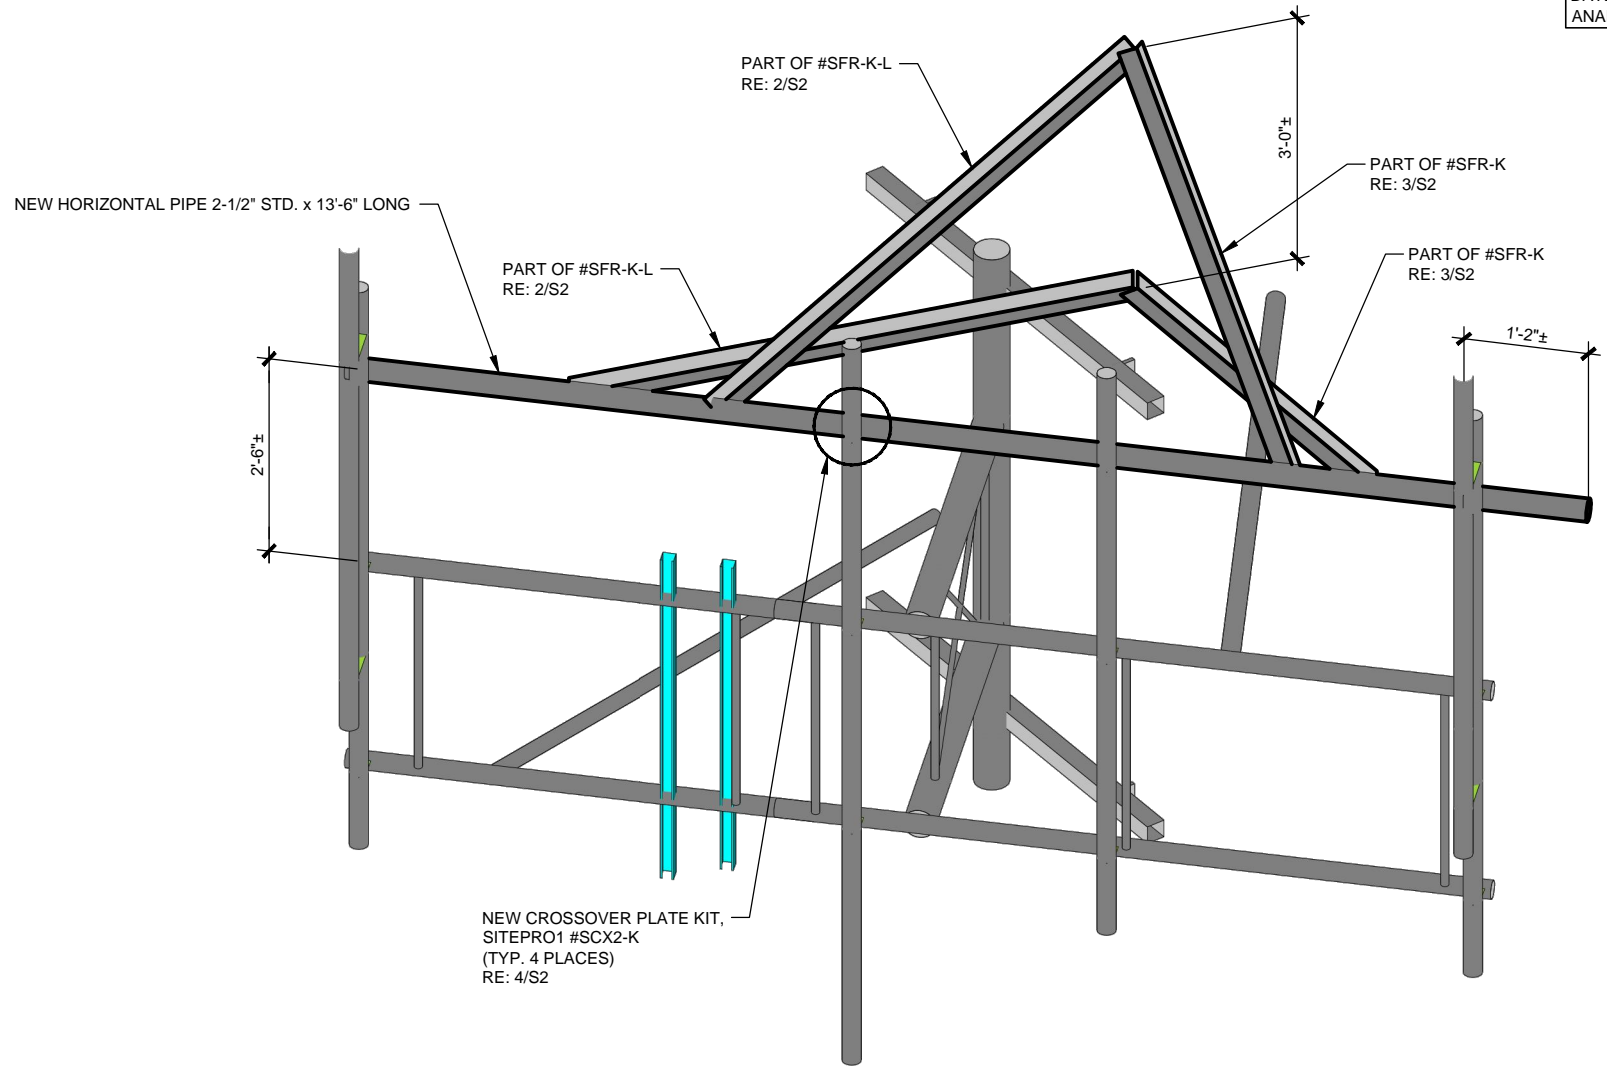 ANA
PART OF #SFR-K-L
RE: 2/S2
3'-0"±
PART OF #SFR-K
RE: 3/S2
NEW HORIZONTAL PIPE 2-1/2" STD. x 13'-6" LONG
PART OF #SFR-K-L
RE: 2/S2
PART OF #SFR-K
RE: 3/S2
1'-2"±
2'-6"±
NEW CROSSOVER PLATE KIT,
SITEPRO1 #SCX2-K
(TYP. 4 PLACES)
RE: 4/S2